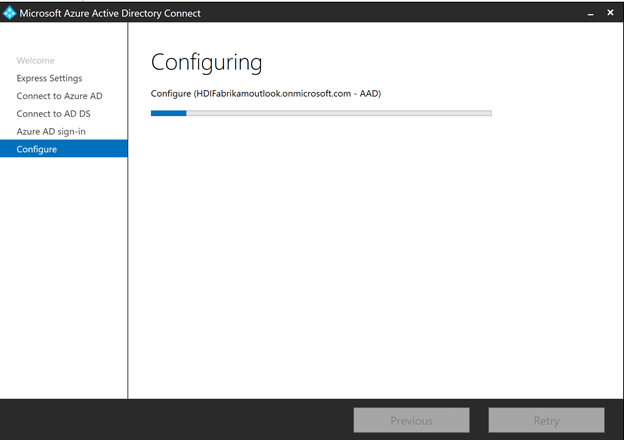 Microsoft Azure Active Directory Connect
Welcome
Express Settings
Connect to Azure AD
Connect to AD DS
Azure AD sign-in
Configure
Configuring
Configure (HDIFabrikamoutlook.onmicrosoft.com - AAD)
Previous
Retry